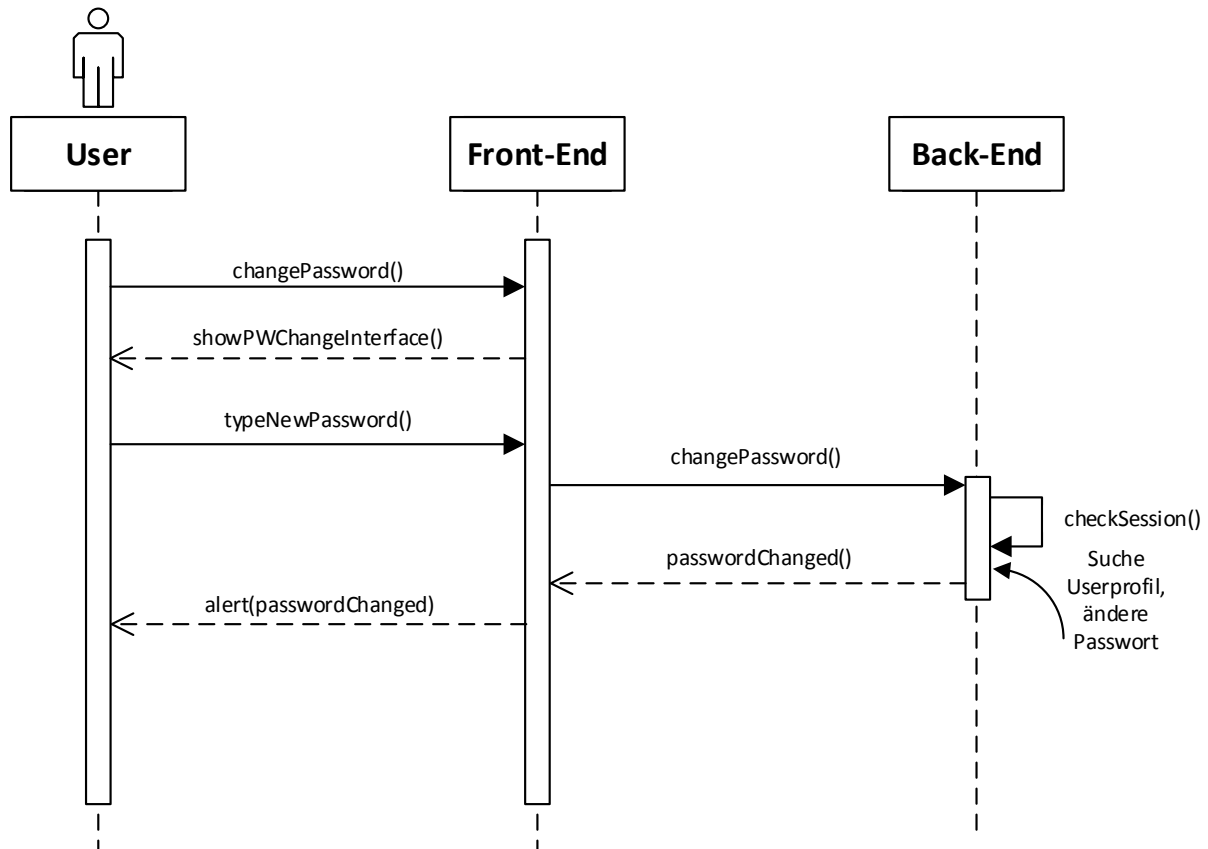 User
Front-End
Back-End
changePassword()
showPWChangeInterface()
typeNewPassword()
changePassword()
checkSession()
passwordChanged()
Suche
Userprofil,
ändere
Passwort
alert(passwordChanged)